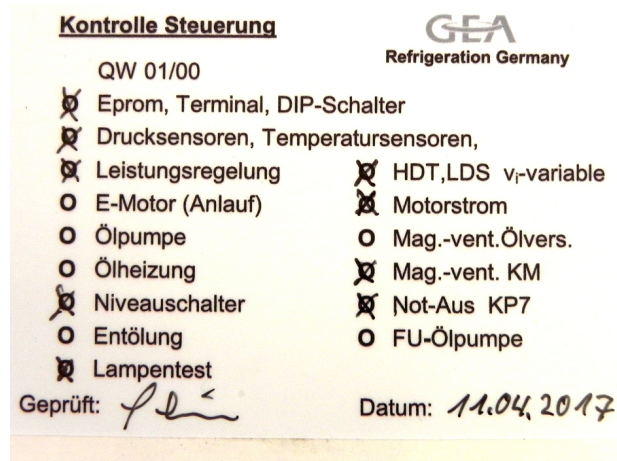 Kontrolle Steuerung
GEA
Refrigeration Germany
QW 01/00
Eprom, Terminal, DIP-Schalter
Drucksensoren, Temperatursensoren,
Leistungsregelung
HDT,LDS vi-variable
O E-Motor (Anlauf)
Motorstrom
O Ölpumpe
O Mag.-vent.Ölvers.
O Ölheizung
Mag.-vent. KM
Niveauschalter
Not-Aus KP7
O Entölung
O FU-Ölpumpe
Lampentest
Geprüft:
Datum: 11.04.2017